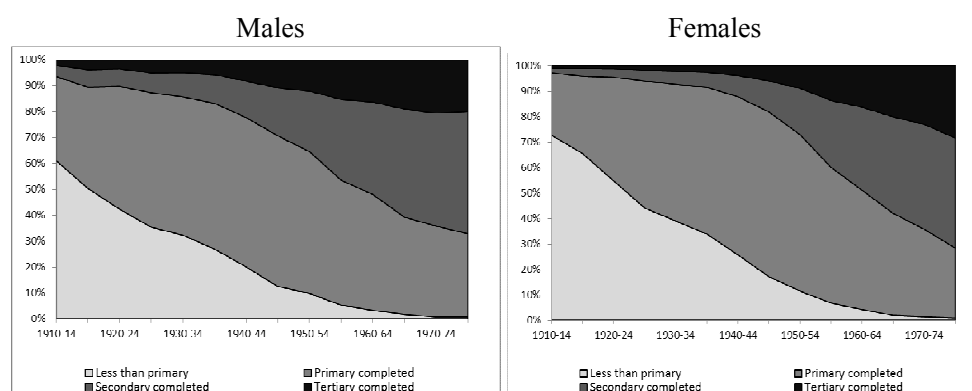 Males
100%
90%
80%
70%
60%
50%
40%
30%
20%
10%
0%
1910-14 1920-24 1930-34 1940-44 1950-54 1960-64 1970-74
Less than primary Primary completed
Secondary completed Tertiary completed
Females
100%
90%
80%
70%
60%
50%
40%
30%
20%
10%
0%
1910-14 1920-24 1930-34 1940-44 1950-54 1960-64 1970-74
Less than primary Primary completed
Secondary completed Tertiary completed